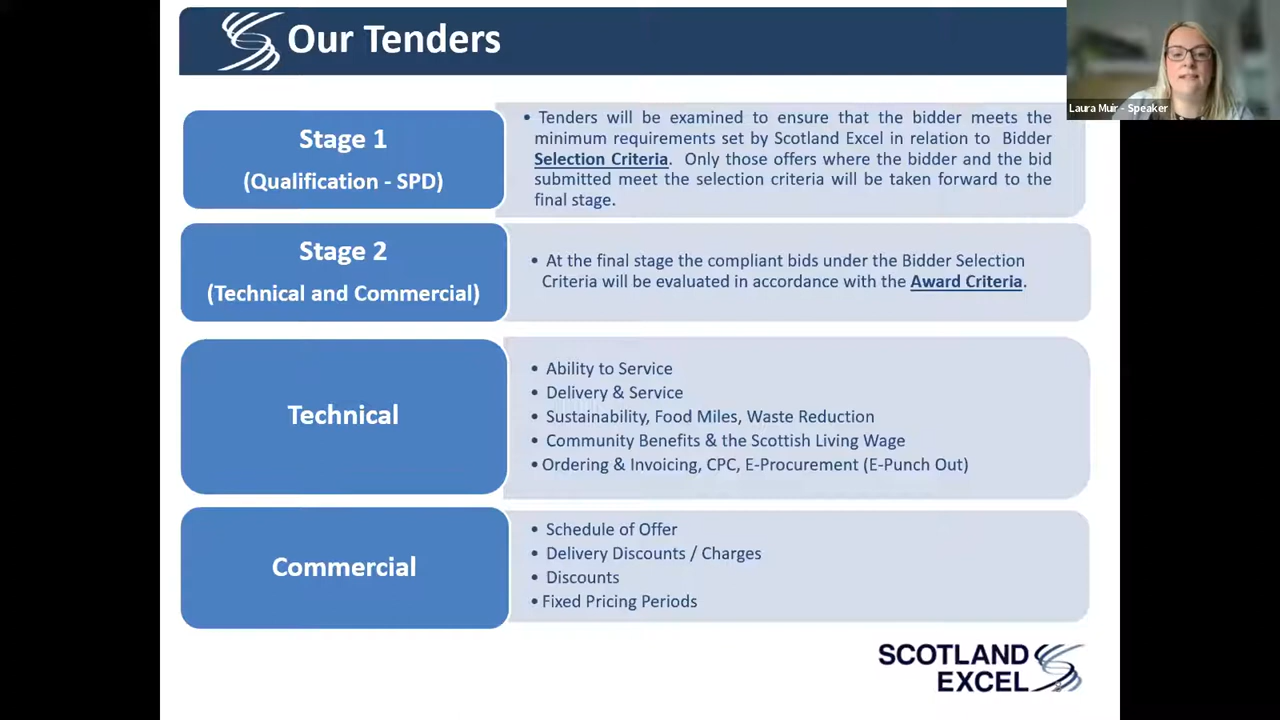 Our Tenders
Laura Muir - Speaker
Stage 1
(Qualification - SPD)
• Tenders will be examined to ensure that the bidder meets the
minimum requirements set by Scotland Excel in relation to Bidder
Selection Criteria. Only those offers where the bidder and the bid
submitted meet the selection criteria will be taken forward to the
final stage.
Stage 2
(Technical and Commercial)
• At the final stage the compliant bids under the Bidder Selection
Criteria will be evaluated in accordance with the Award Criteria.
Technical
• Ability to Service
• Delivery & Service
• Sustainability, Food Miles, Waste Reduction
• Community Benefits & the Scottish Living Wage
• Ordering & Invoicing, CPC, E-Procurement (E-Punch Out)
Commercial
• Schedule of Offer
• Delivery Discounts / Charges
• Discounts
• Fixed Pricing Periods
SCOTLAND
EXCEL